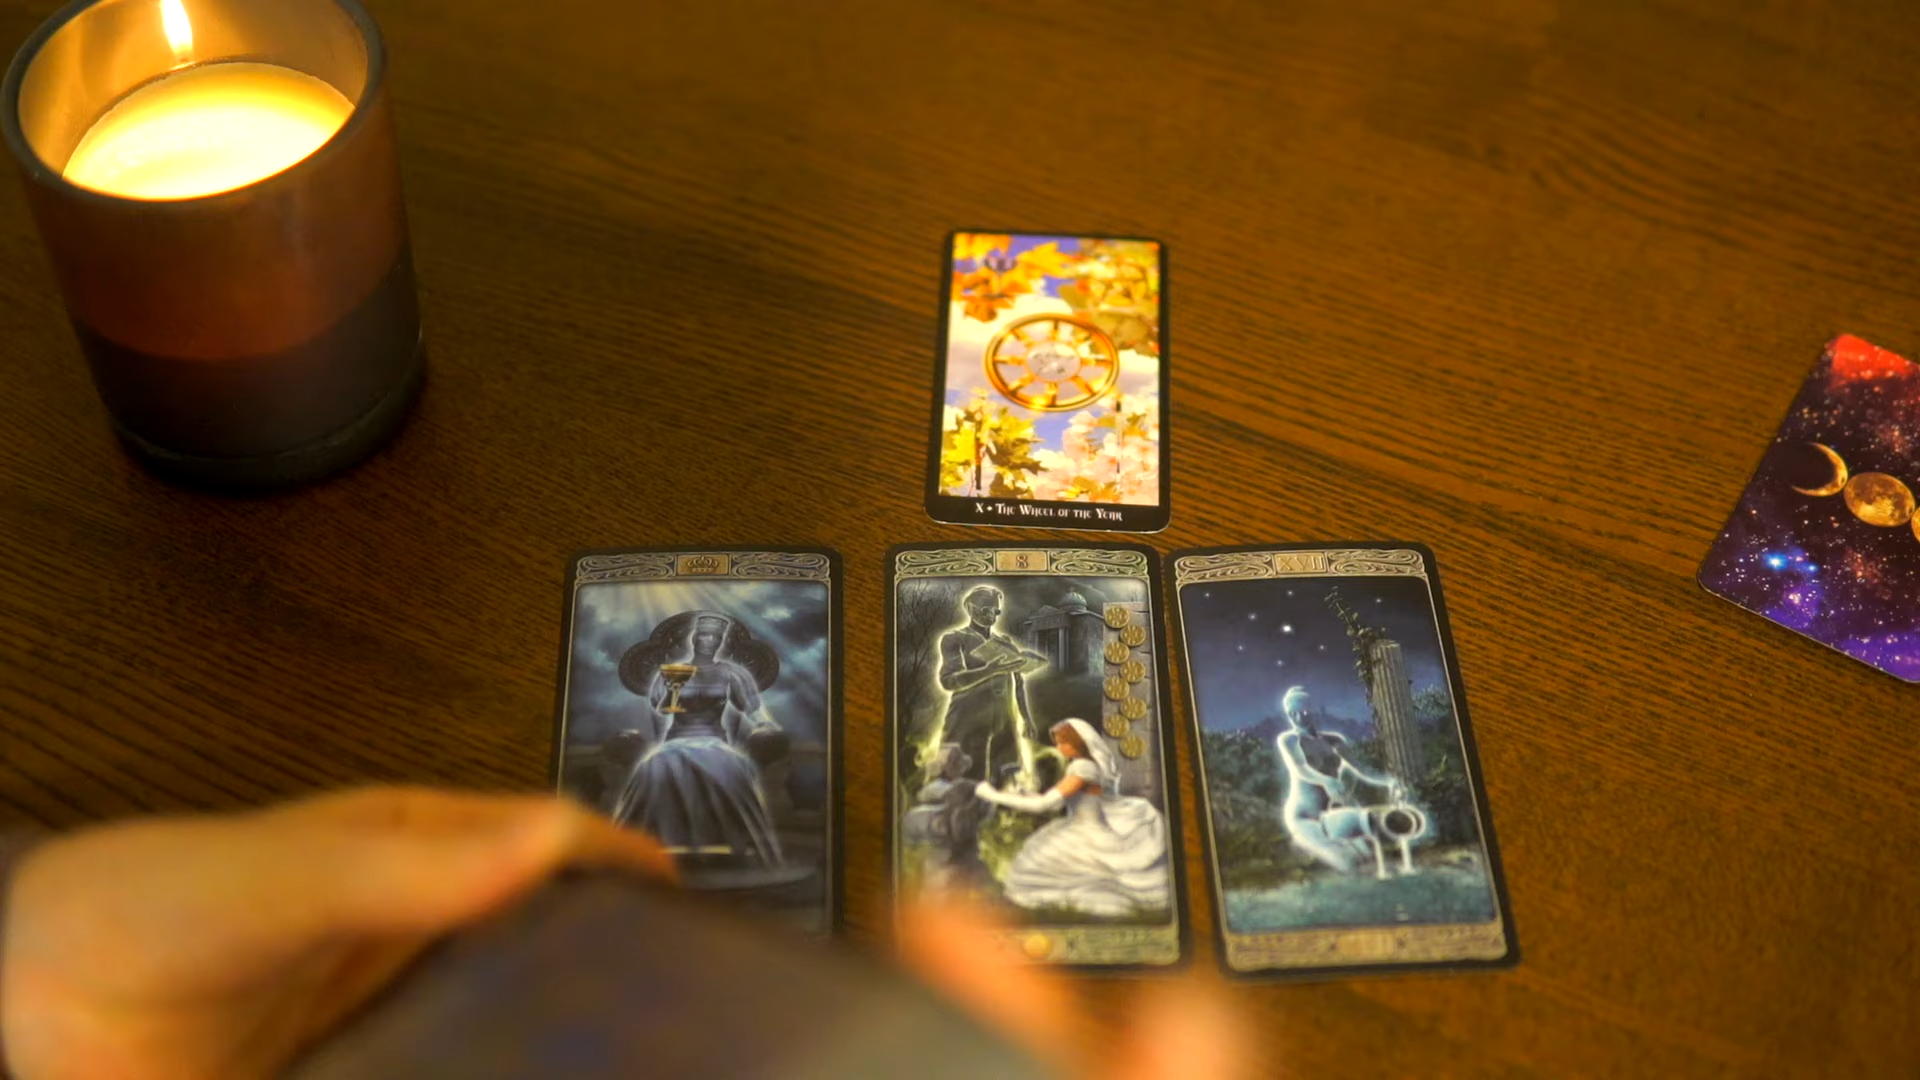 X • The Wheel of the Year
8
XVII